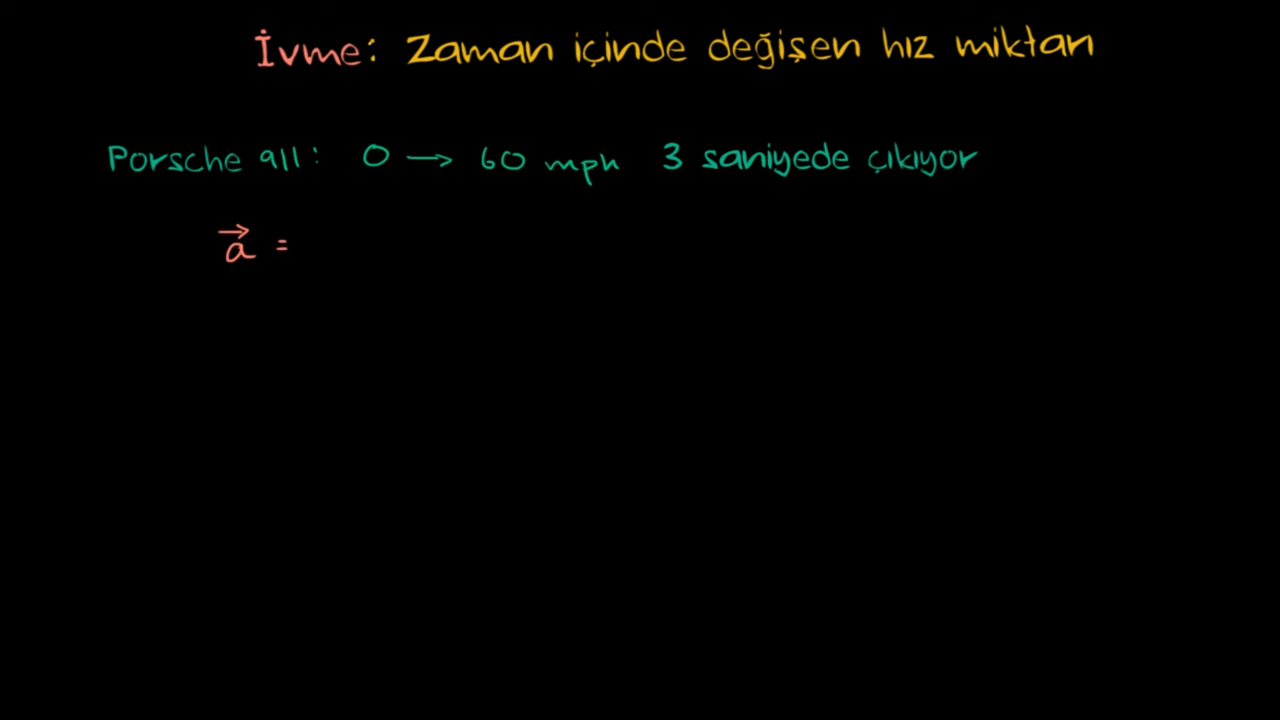 İvme: Zaman içinde değişen hız miktarı
Porsche 911: 0 → 60 mph 3 saniyede çıkıyor
a⃗ =